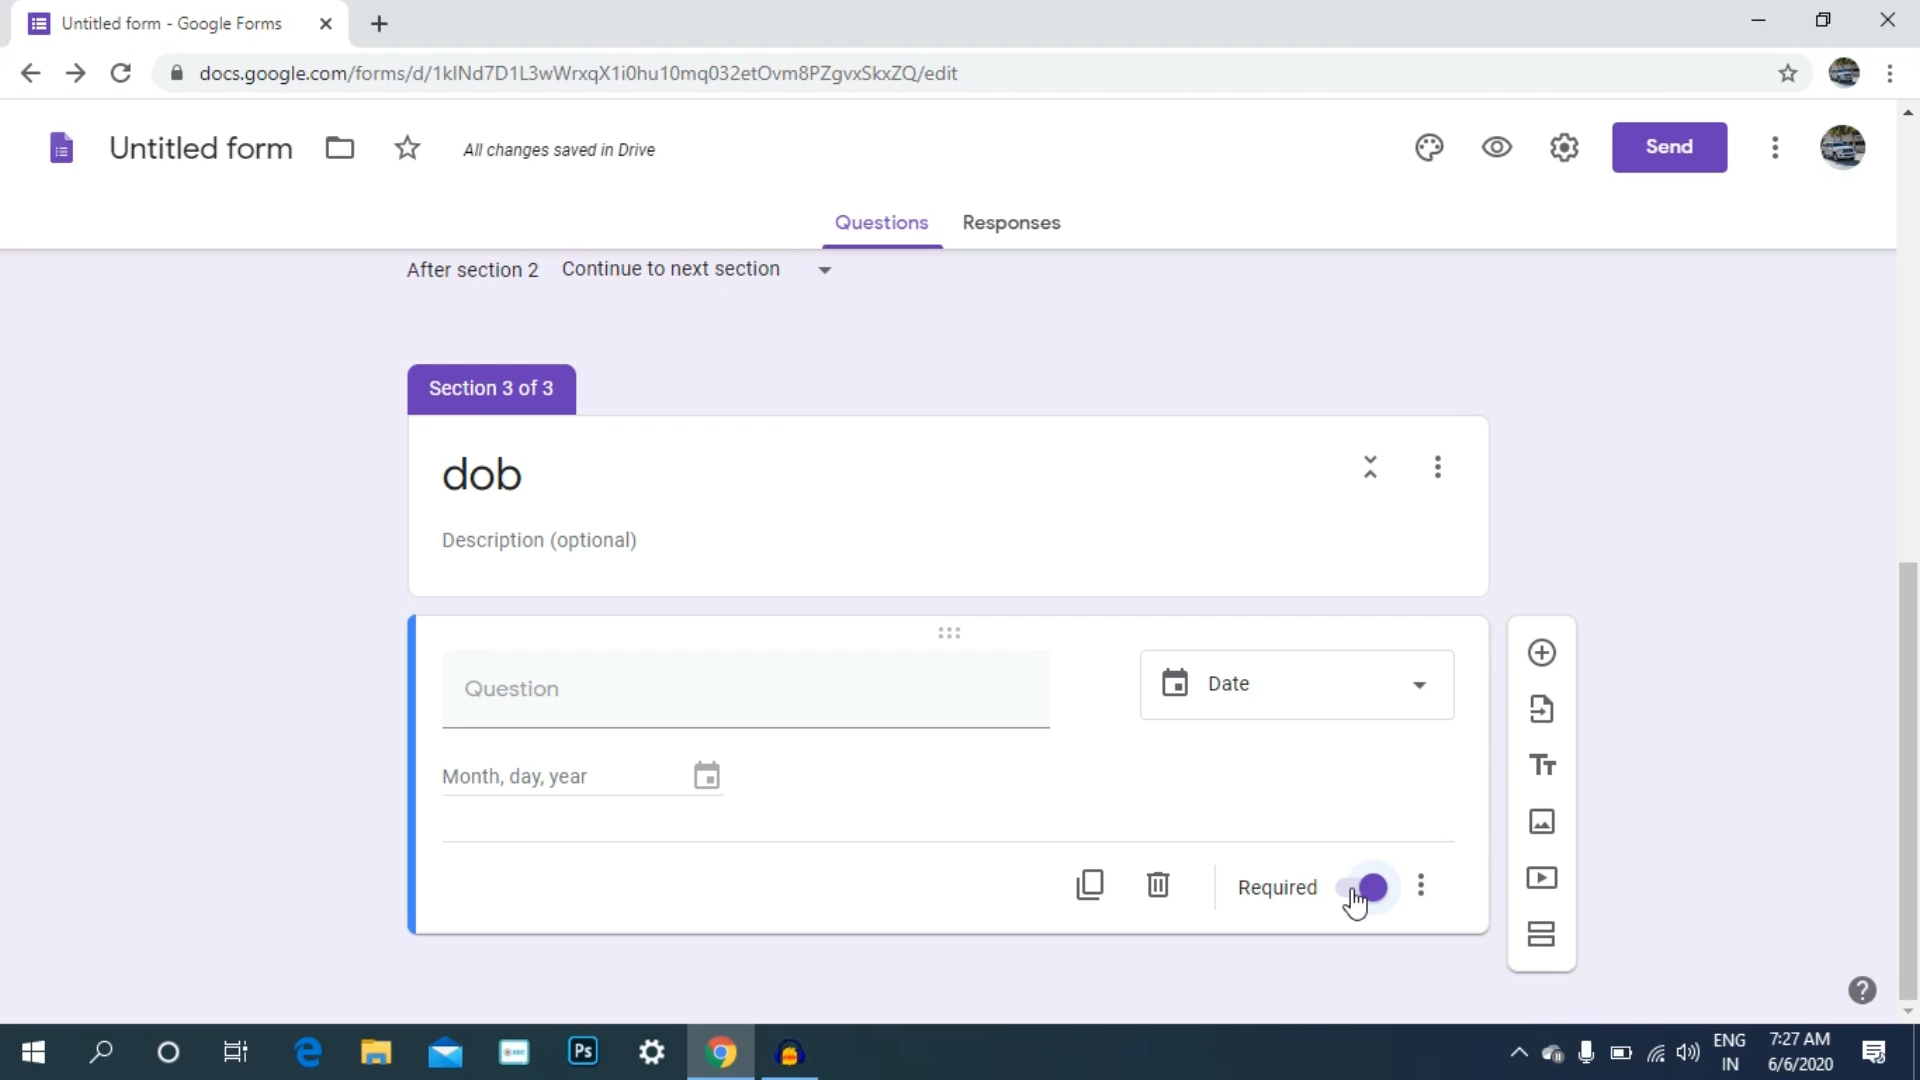 Untitled form - Google Forms
docs.google.com/forms/d/1kINd7D1L3wWrxqX1i0hu10mq032etOvm8PZgvxSkxZQ/edit
Untitled form
All changes saved in Drive
Send
Questions
Responses
After section 2
Continue to next section
Section 3 of 3
dob
Description (optional)
Question
Date
Month, day, year
Required
Ps
ENG
IN
7:27 AM
6/6/2020